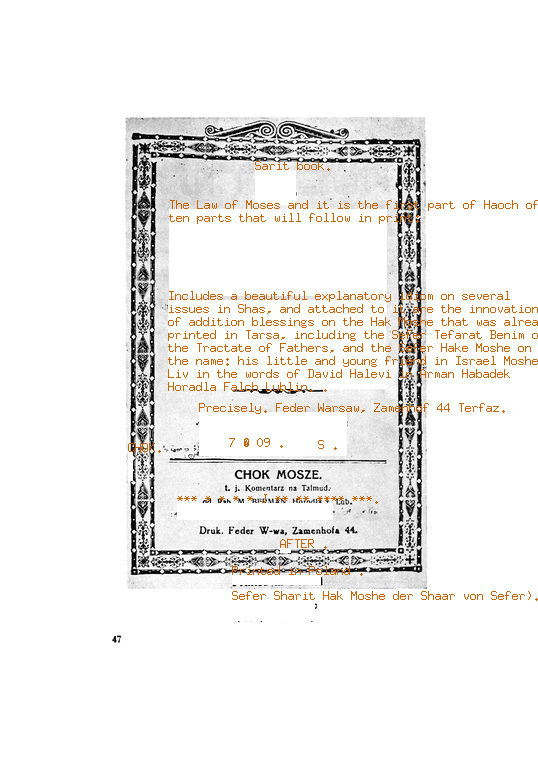 Sarit book.
The Law of Moses and it is the first part of Haoch of
ten parts that will follow in print
Includes a beautiful explanatory idiom on several
issues in Shas, and attached to it are the innovation
of addition blessings on the Hak Moshe that was alrea
printed in Tarsa, including the Sefer Tefarat Benim o
the Tractate of Fathers, and the Sefer Hake Moshe on
the name: his little and young friend in Israel Moshe
Liv in the words of David Halevi Arman Habadek
Horadla Falch Lublin.
Precisely. Feder Warsaw, Zamenhof 44 Terfaz.
7 0 09 . S .
CHOK MOSZE.
t. j. Komentarz na Talmud.
Druk. Feder W-wa, Zamenhofa 44.
AFTER .
Printed in Poland .
Sefer Sharit Hak Moshe der Shaar von Sefer).
47